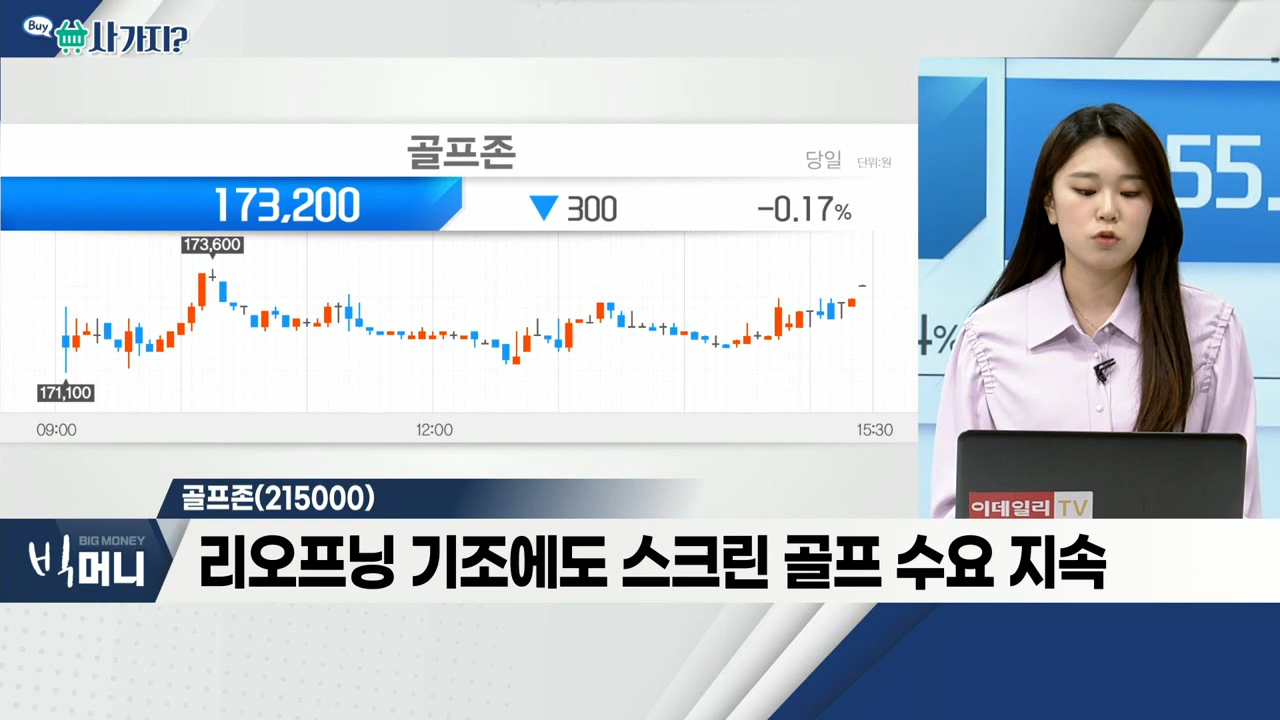 Buy 사가지?
골프존
당일 단위:원
173,200 ▼300 -0.17%
173,600
171,100
09:00 12:00 15:30
55.
4%
이데일리 TV
골프존(215000)
BIG MONEY
빅머니
리오프닝 기조에도 스크린 골프 수요 지속